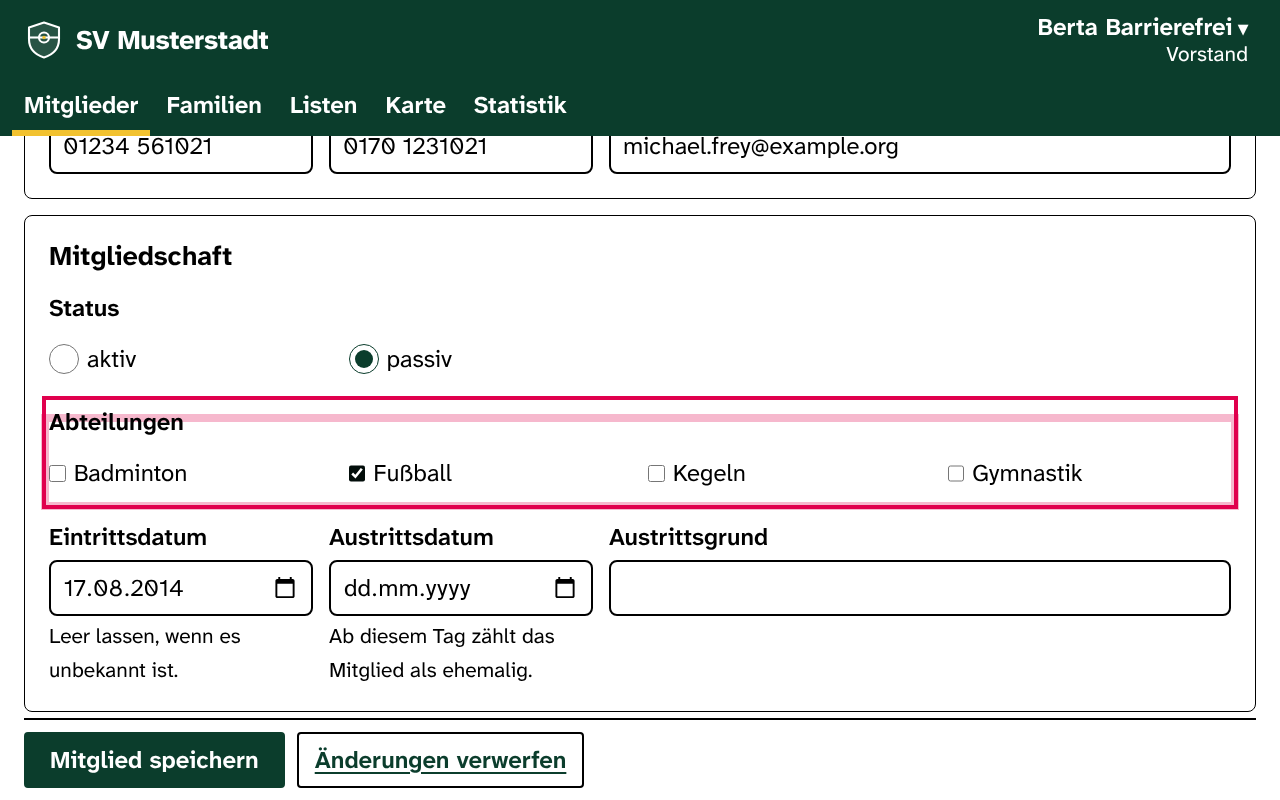 SV Musterstadt
Berta Barrierefrei ▾
Vorstand
Mitglieder Familien Listen Karte Statistik
01234 561021 0170 1231021 michael.frey@example.org
Mitgliedschaft
Status
aktiv passiv
Abteilungen
Badminton Fußball Kegeln Gymnastik
Eintrittsdatum Austrittsdatum Austrittsgrund
17.08.2014 dd.mm.yyyy
Leer lassen, wenn es unbekannt ist.
Ab diesem Tag zählt das Mitglied als ehemalig.
Mitglied speichern Änderungen verwerfen